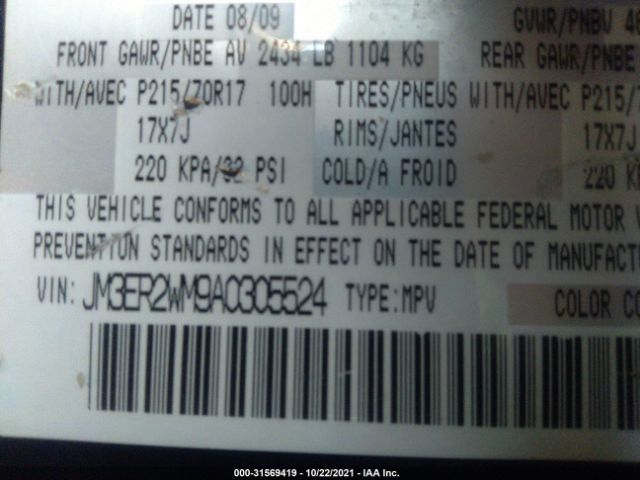 DATE 08/09 GVWR/PNBV
FRONT GAWR/PNBE AV 2434 LB 1104 KG REAR GAWR/PNBE
WITH/AVEC P215/70R17 100H TIRES/PNEUS WITH/AVEC P215/
17X7J RIMS/JANTES 17X7J
220 KPA/32 PSI COLD/A FROID 220
THIS VEHICLE CONFORMS TO ALL APPLICABLE FEDERAL MOTOR
PREVENTION STANDARDS IN EFFECT ON THE DATE OF MANUFACT
VIN: JM3ER2WM9A0305524 TYPE:MPV COLOR CO
000-31569419 - 10/22/2021 - IAA Inc.